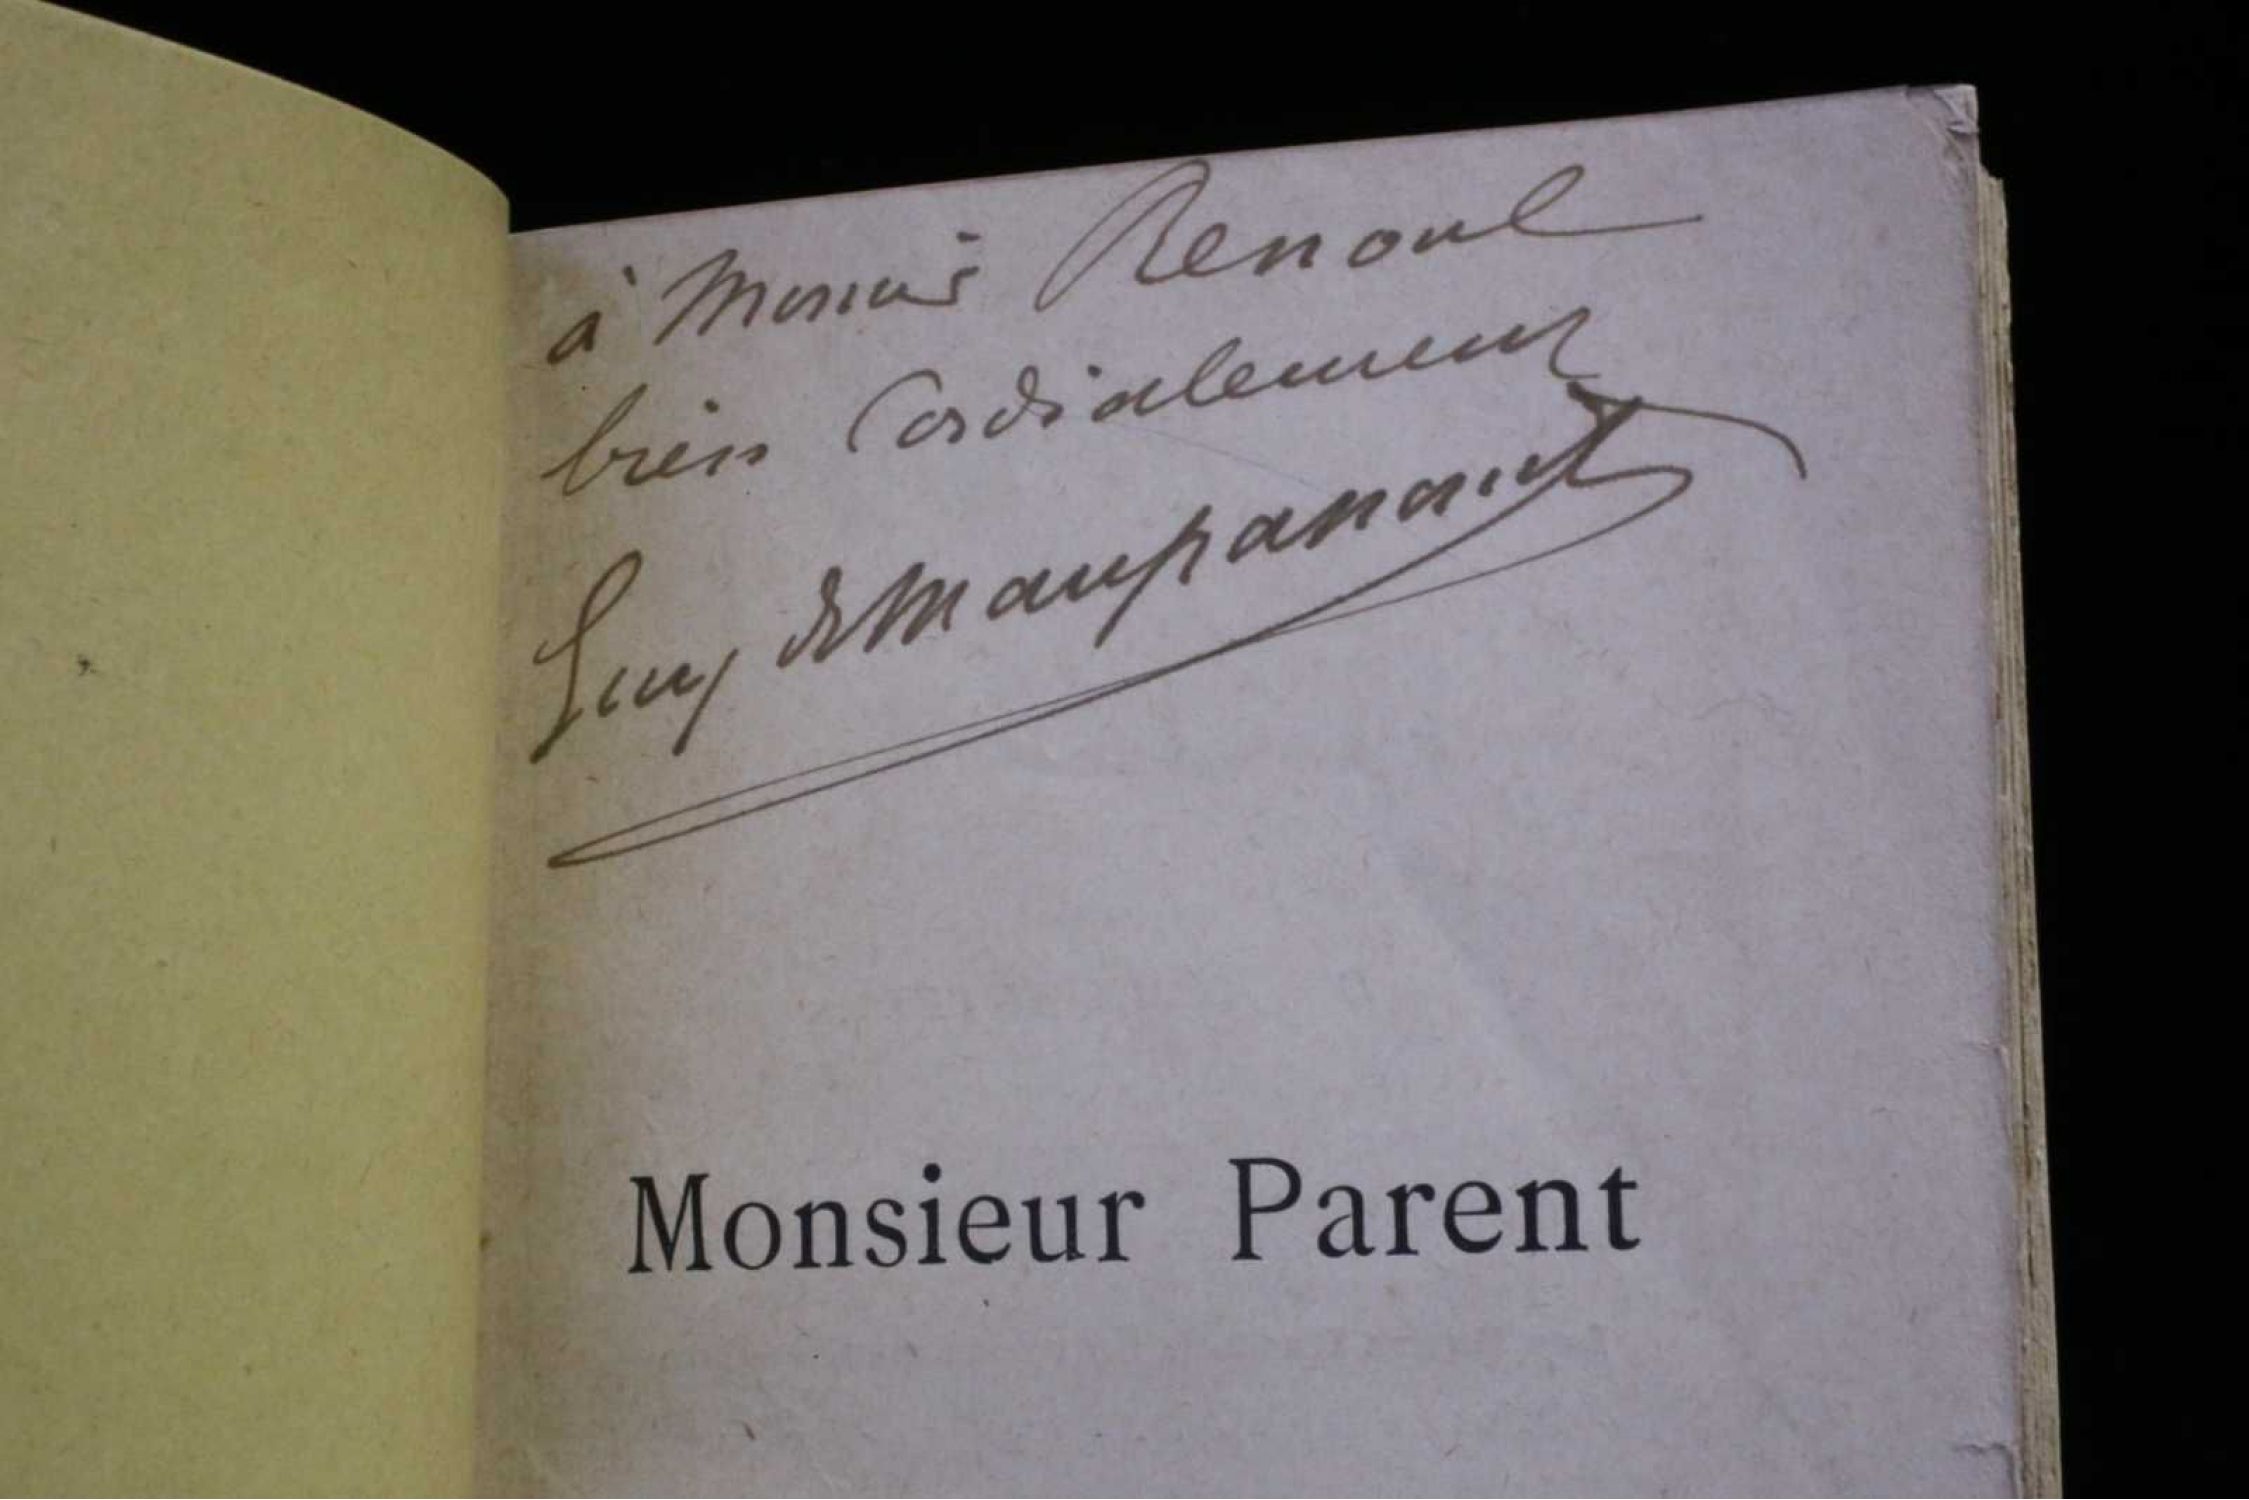 à Monsieur Renoul
bien cordialement
Guy de Maupassant
Monsieur Parent